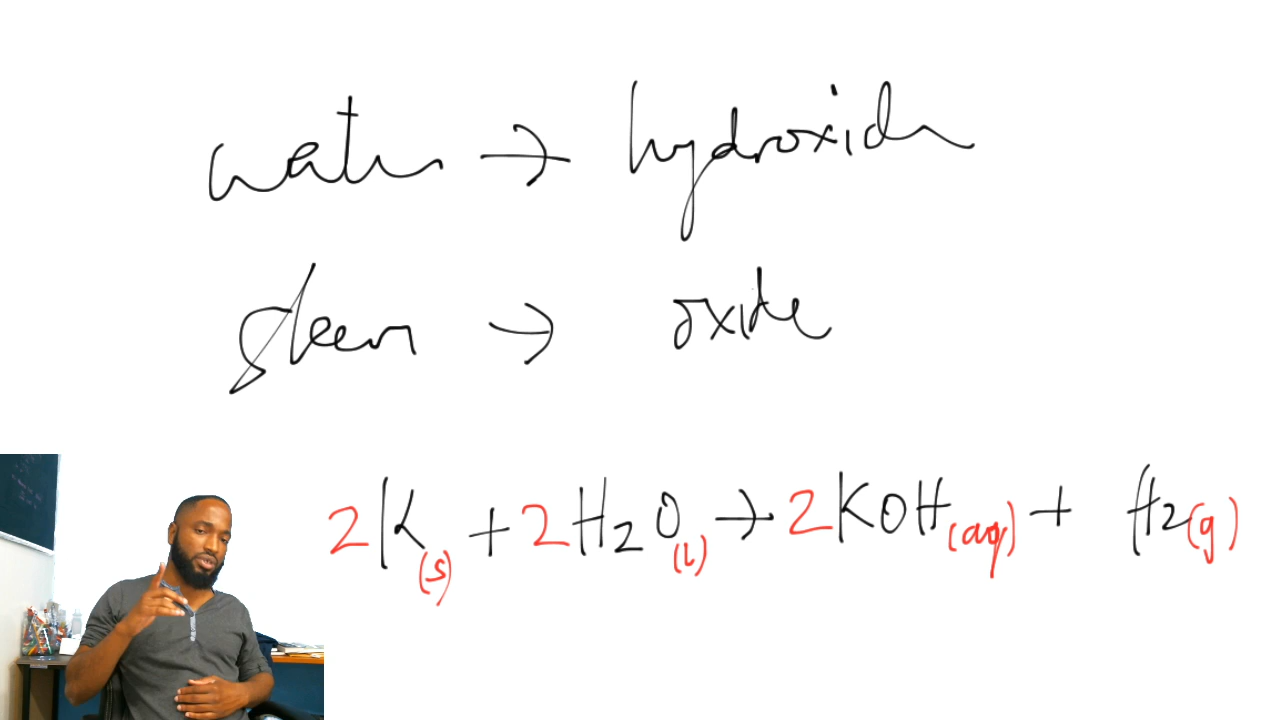 water → hydroxide
steam → oxide
2K(s) + 2H₂O(l) → 2KOH(aq) + H₂(g)